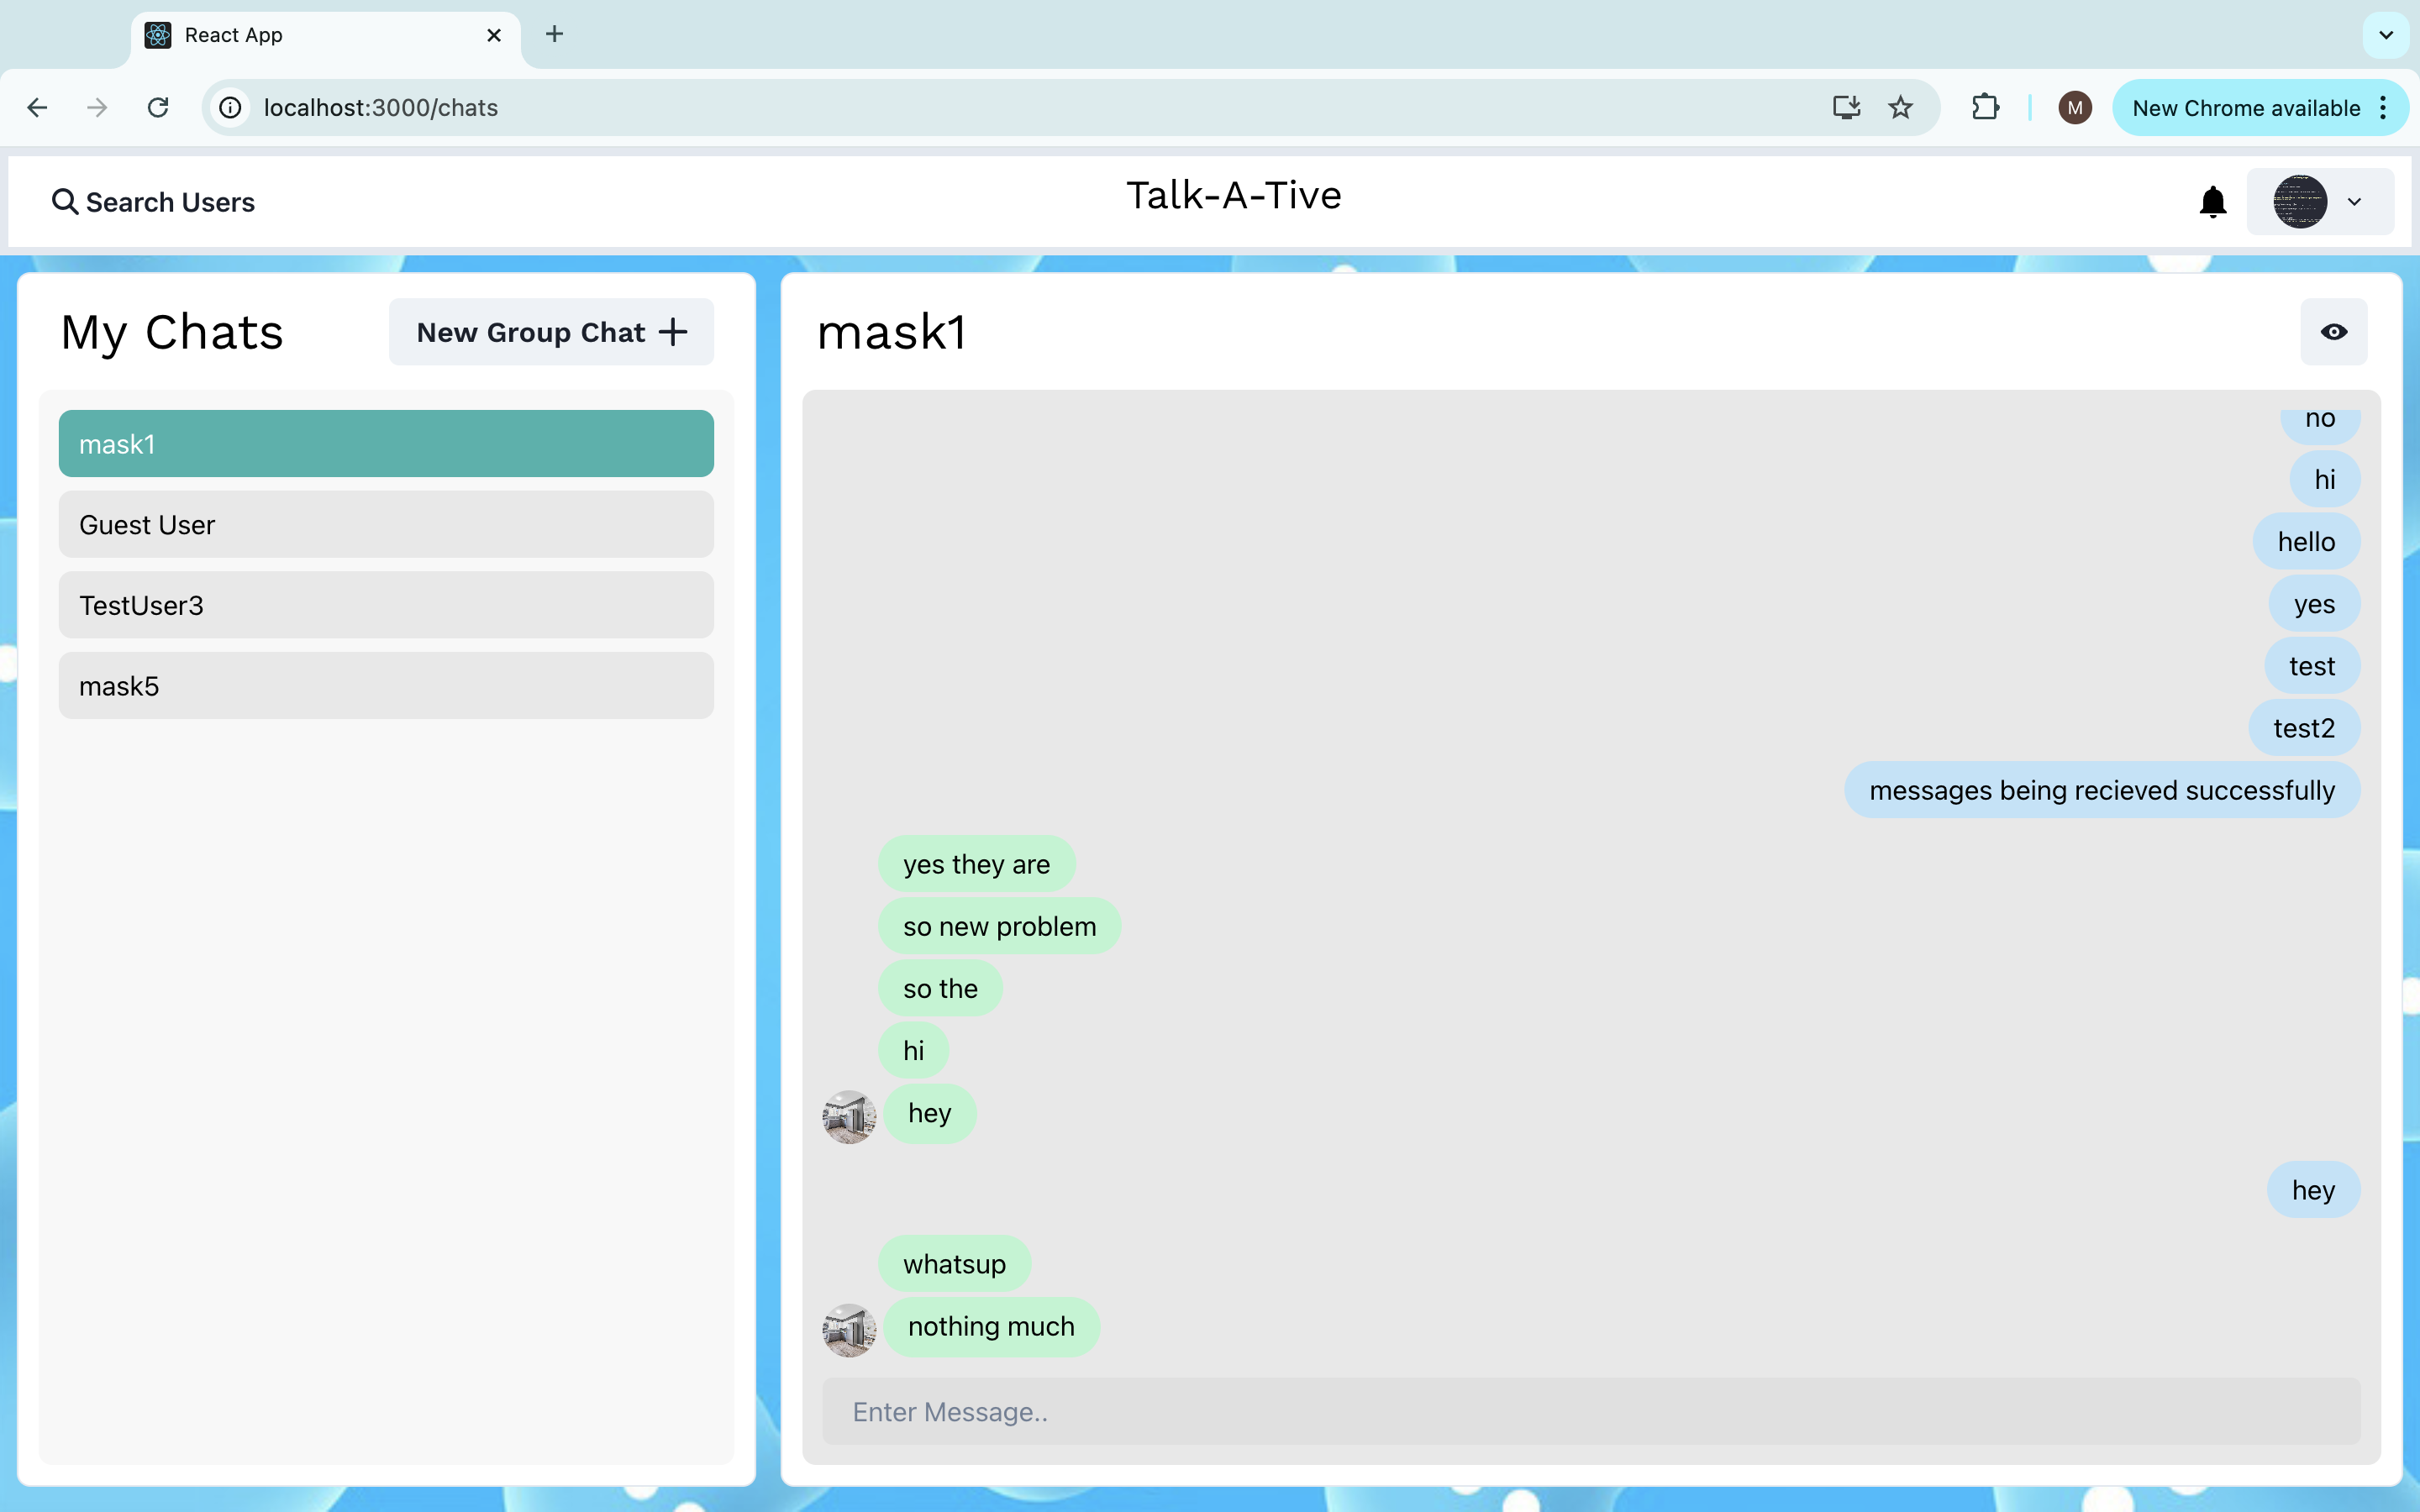 React App
localhost:3000/chats
M
New Chrome available
Search Users
Talk-A-Tive
My Chats
New Group Chat
mask1
Guest User
TestUser3
mask5
mask1
no
hi
hello
yes
test
test2
messages being recieved successfully
yes they are
so new problem
so the
hi
hey
hey
whatsup
nothing much
Enter Message..